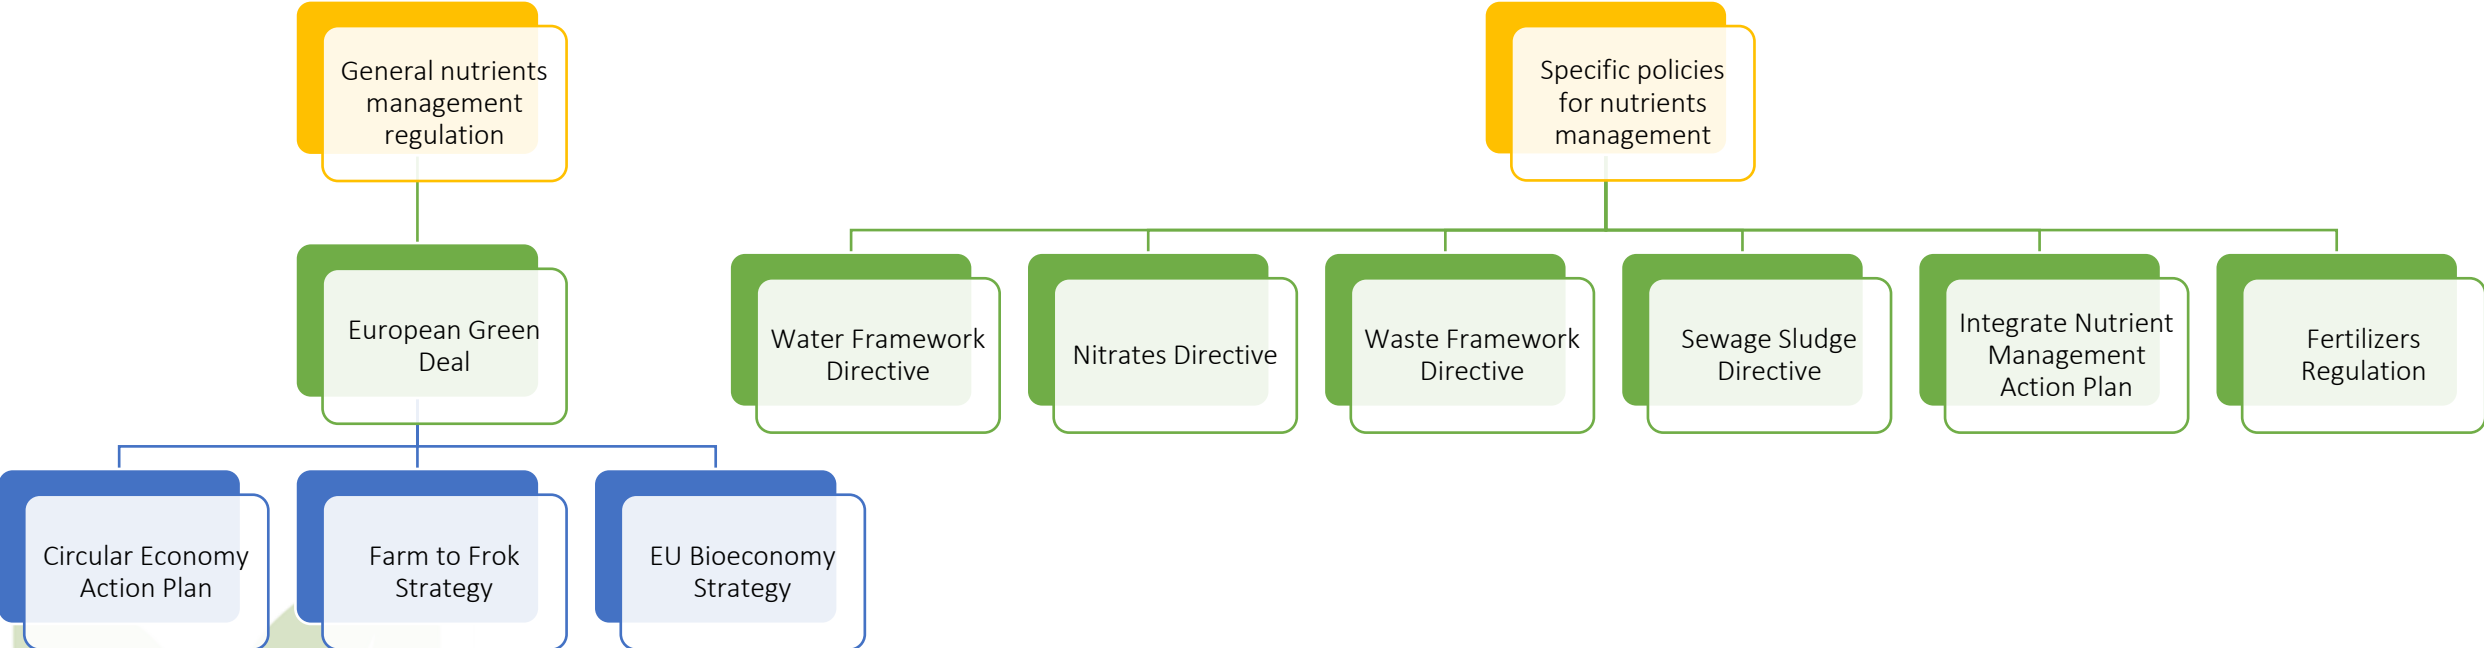 General nutrients
management
regulation
Specific policies
for nutrients
management
European Green
Deal
Water Framework
Directive
Nitrates Directive
Waste Framework
Directive
Sewage Sludge
Directive
Integrate Nutrient
Management
Action Plan
Fertilizers
Regulation
Circular Economy
Action Plan
Farm to Frok
Strategy
EU Bioeconomy
Strategy